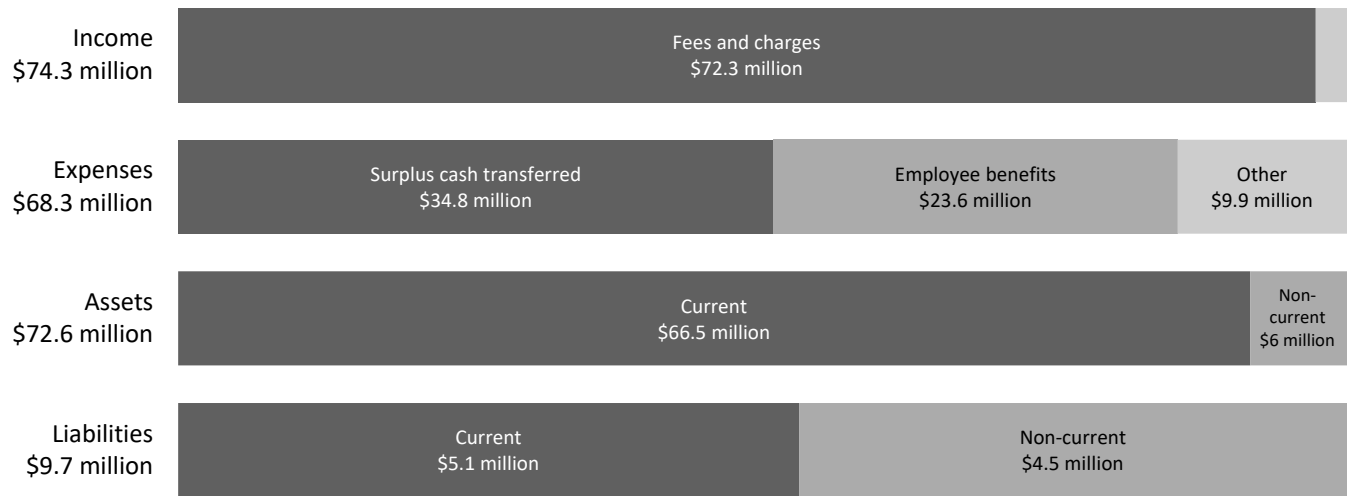 Income
$74.3 million
Fees and charges
$72.3 million
Expenses
$68.3 million
Surplus cash transferred
$34.8 million
Employee benefits
$23.6 million
Other
$9.9 million
Assets
$72.6 million
Current
$66.5 million
Non-
current
$6 million
Liabilities
$9.7 million
Current
$5.1 million
Non-current
$4.5 million